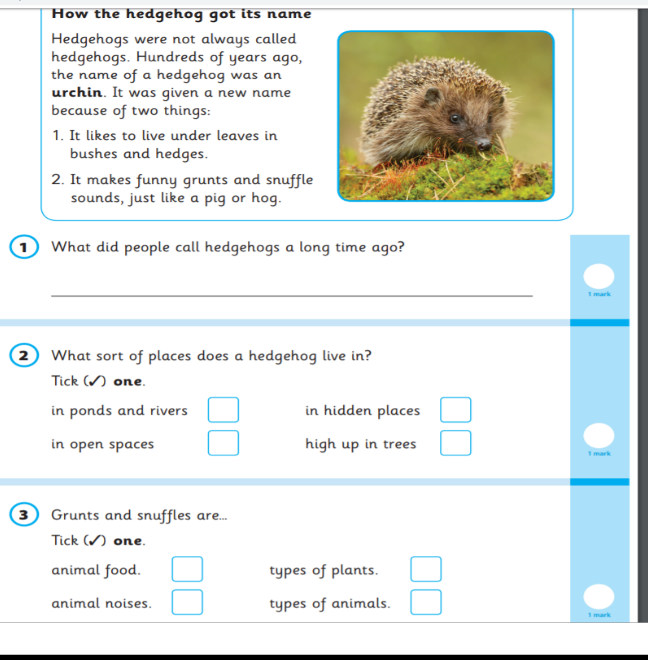 How the hedgehog got its name
Hedgehogs were not always called
hedgehogs. Hundreds of years ago,
the name of a hedgehog was an
urchin. It was given a new name
because of two things:
1. It likes to live under leaves in
bushes and hedges.
2. It makes funny grunts and snuffle
sounds, just like a pig or hog.
1 What did people call hedgehogs a long time ago?
1 mark
2 What sort of places does a hedgehog live in?
Tick (✓) one.
in ponds and rivers in hidden places
in open spaces high up in trees
1 mark
3 Grunts and snuffles are...
Tick (✓) one.
animal food. types of plants.
animal noises. types of animals.
1 mark